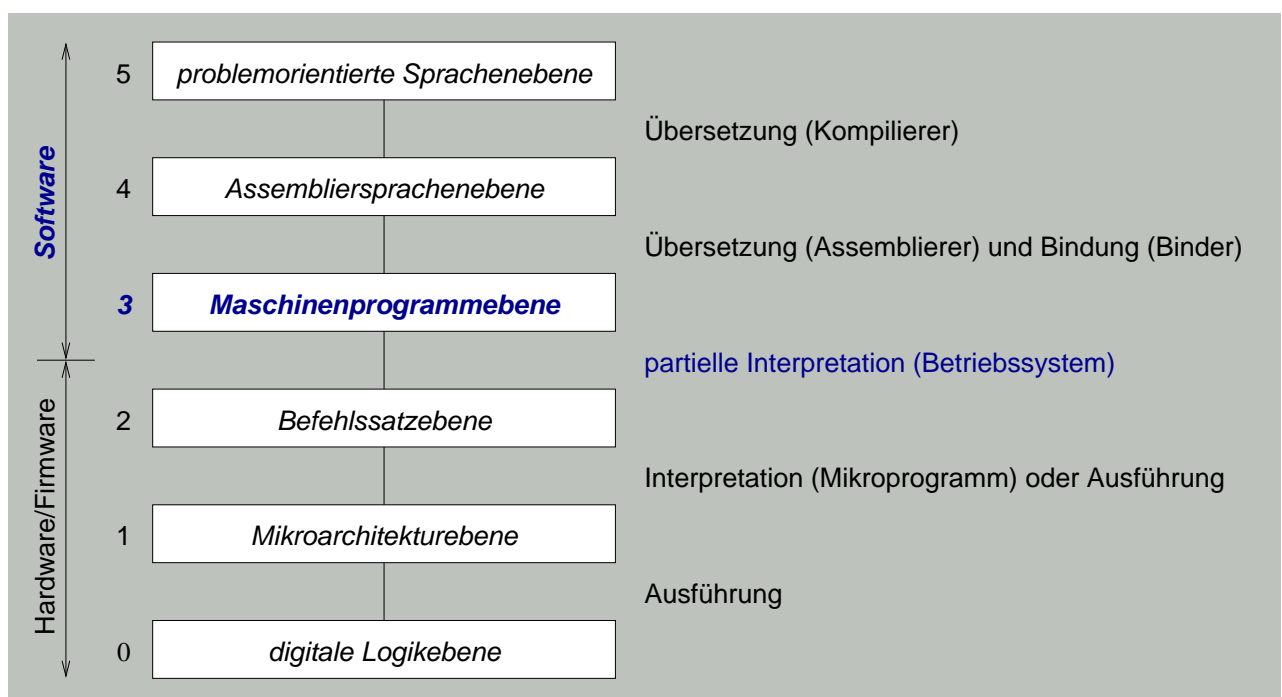 5 problemorientierte Sprachenebene
Übersetzung (Kompilierer)
4 Assembliersprachenebene
Software
Übersetzung (Assemblierer) und Bindung (Binder)
3 Maschinenprogrammebene
partielle Interpretation (Betriebssystem)
2 Befehlssatzebene
Interpretation (Mikroprogramm) oder Ausführung
Hardware/Firmware
1 Mikroarchitekturebene
Ausführung
0 digitale Logikebene